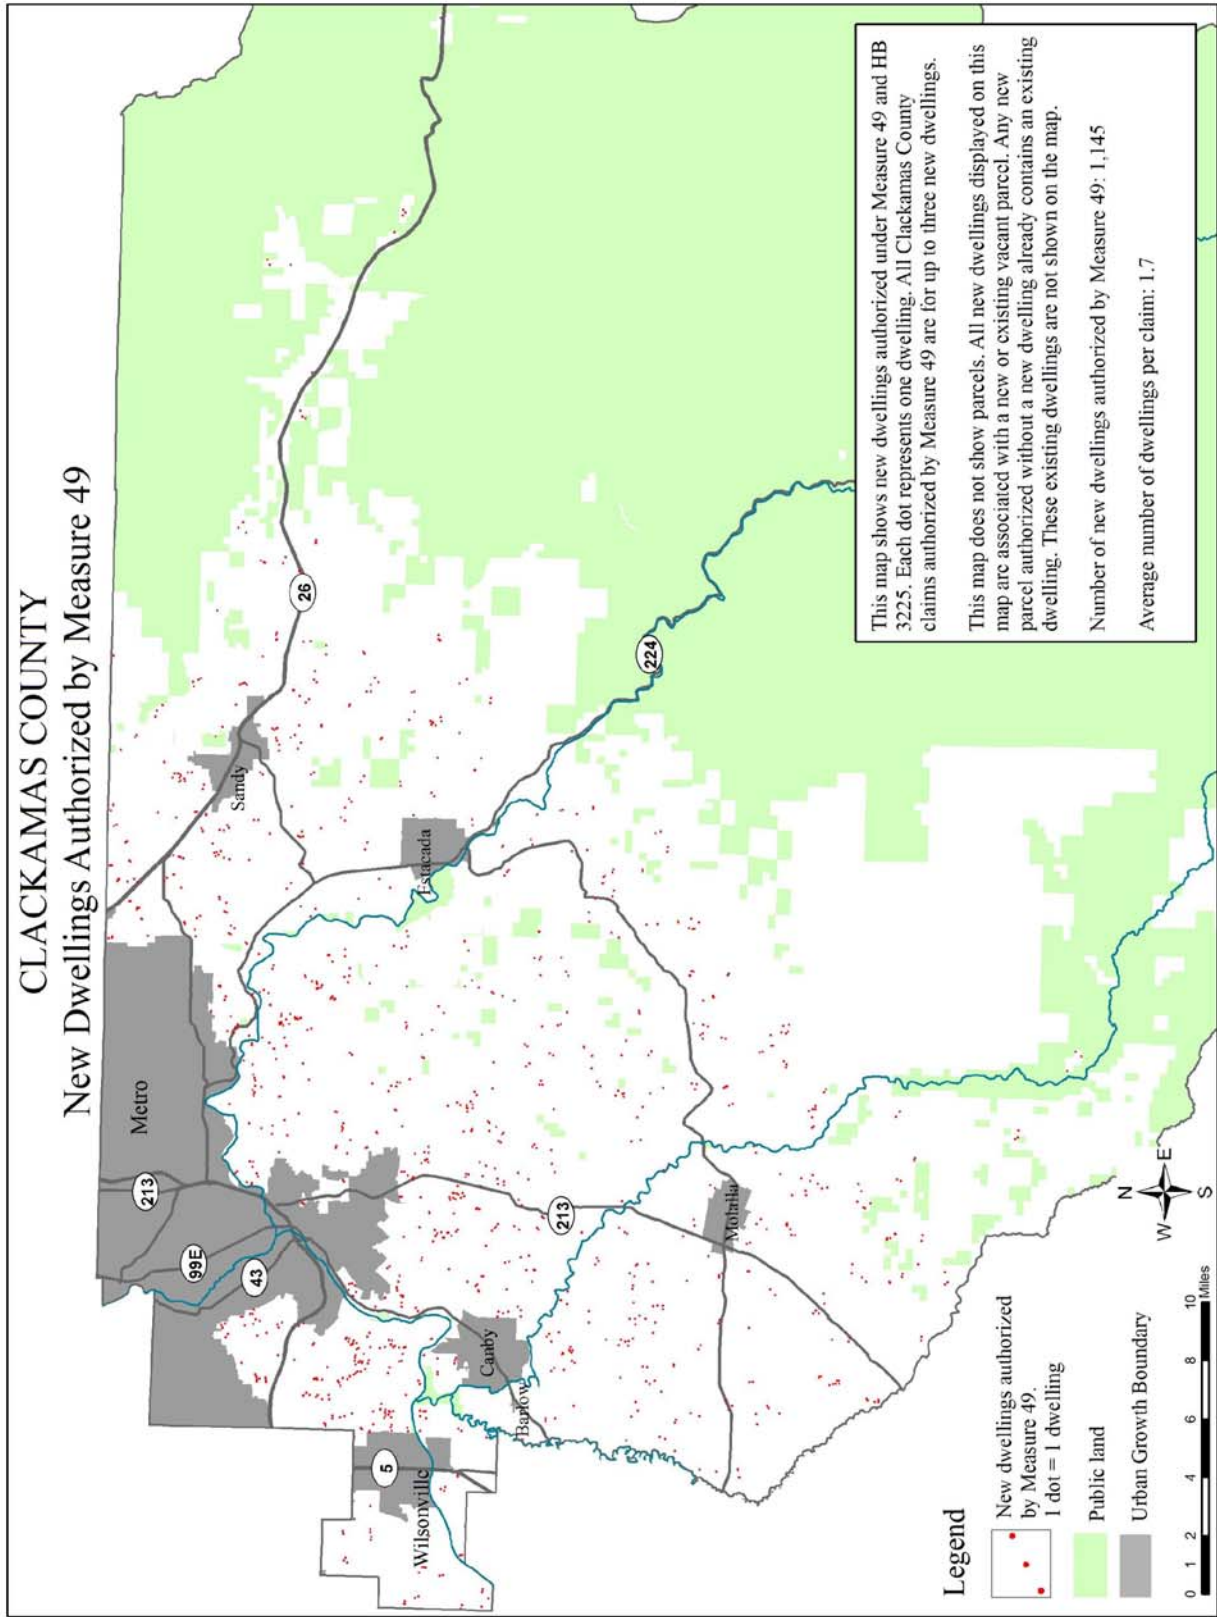 CLACKAMAS COUNTY
New Dwellings Authorized by Measure 49
Metro
213
99E
43
5
Wilsonville
Canby
Barlow
213
Molalla
Estacada
Sandy
26
224
This map shows new dwellings authorized under Measure 49 and HB
3225. Each dot represents one dwelling. All Clackamas County
claims authorized by Measure 49 are for up to three new dwellings.
This map does not show parcels. All new dwellings displayed on this
map are associated with a new or existing vacant parcel. Any new
parcel authorized without a new dwelling already contains an existing
dwelling. These existing dwellings are not shown on the map.
Number of new dwellings authorized by Measure 49: 1,145
Average number of dwellings per claim: 1.7
Legend
New dwellings authorized
by Measure 49.
1 dot = 1 dwelling
Public land
Urban Growth Boundary
0 1 2 4 6 8 10
Miles
N
W E
S